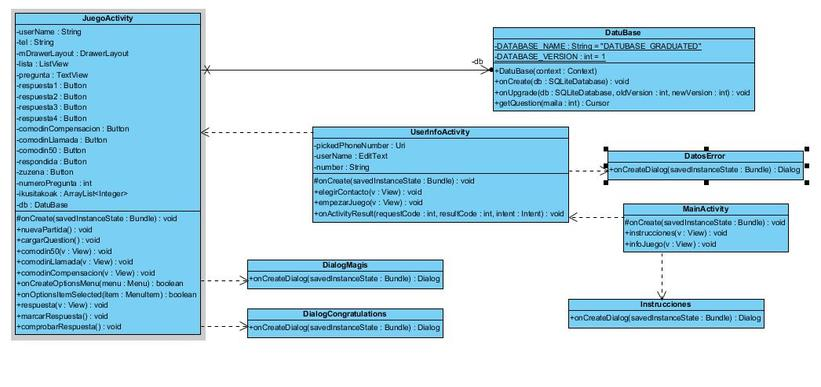 JuegoActivity
-userName : String
-tel : String
-mDrawerLayout : DrawerLayout
-lista : ListView
-pregunta : TextView
-respuesta1 : Button
-respuesta2 : Button
-respuesta3 : Button
-respuesta4 : Button
-comodinCompensacion : Button
-comodinLlamada : Button
-comodin50 : Button
-respondida : Button
-zuzena : Button
-numeroPregunta : int
-ikusitakoak : ArrayList<Integer>
-db : DatuBase
#onCreate(savedInstanceState : Bundle) : void
+nuevaPartida() : void
+cargarQuestion() : void
+comodin50(v : View) : void
+comodinLlamada(v : View) : void
+comodinCompensacion(v : View) : void
+onCreateOptionsMenu(menu : Menu) : boolean
+onOptionsItemSelected(item : MenuItem) : boolean
+respuesta(v : View) : void
+marcarRespuesta() : void
+comprobarRespuesta() : void
-db
DatuBase
-DATABASE_NAME : String = "DATUBASE_GRADUATED"
-DATABASE_VERSION : int = 1
+DatuBase(context : Context)
+onCreate(db : SQLiteDatabase) : void
+onUpgrade(db : SQLiteDatabase, oldVersion : int, newVersion : int) : void
+getQuestion(maila : int) : Cursor
UserInfoActivity
-pickedPhoneNumber : Uri
-userName : EditText
-number : String
#onCreate(savedInstanceState : Bundle) : void
+elegirContacto(v : View) : void
+empezarJuego(v : View) : void
+onActivityResult(requestCode : int, resultCode : int, intent : Intent) : void
DatosError
+onCreateDialog(savedInstanceState : Bundle) : Dialog
MainActivity
#onCreate(savedInstanceState : Bundle) : void
+instrucciones(v : View) : void
+infoJuego(v : View) : void
DialogMagis
+onCreateDialog(savedInstanceState : Bundle) : Dialog
DialogCongratulations
+onCreateDialog(savedInstanceState : Bundle) : Dialog
Instrucciones
+onCreateDialog(savedInstanceState : Bundle) : Dialog